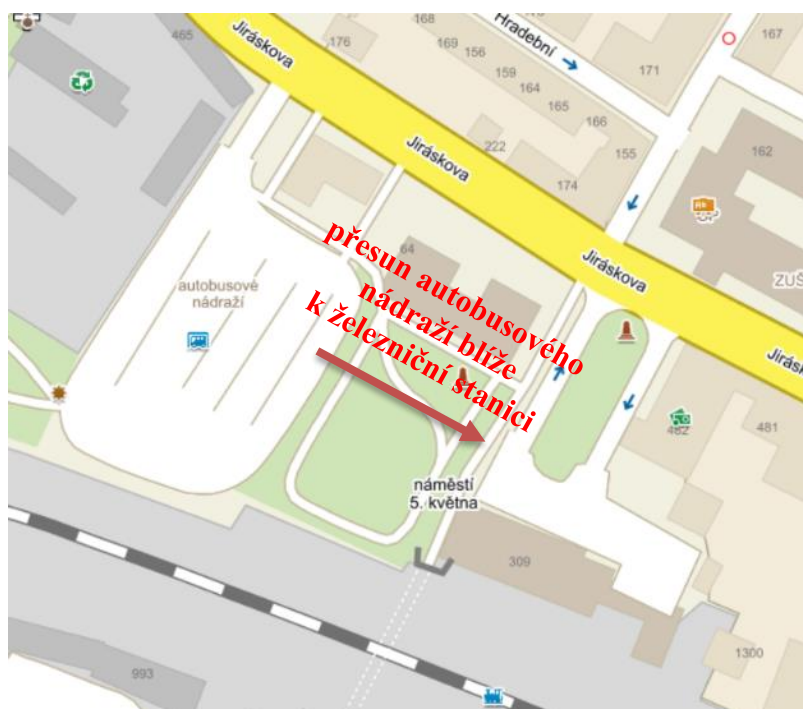 465
Jiráskova
176
168
169
156
159
164
165
166
Hradební
171
167
155
162
222
174
Jiráskova
64
přesun autobusového
nádraží blíže
k železniční stanici
autobusové
nádraží
Jiráskova
ZUŠ
Jirásk
481
482
náměstí
5. května
309
1300
993